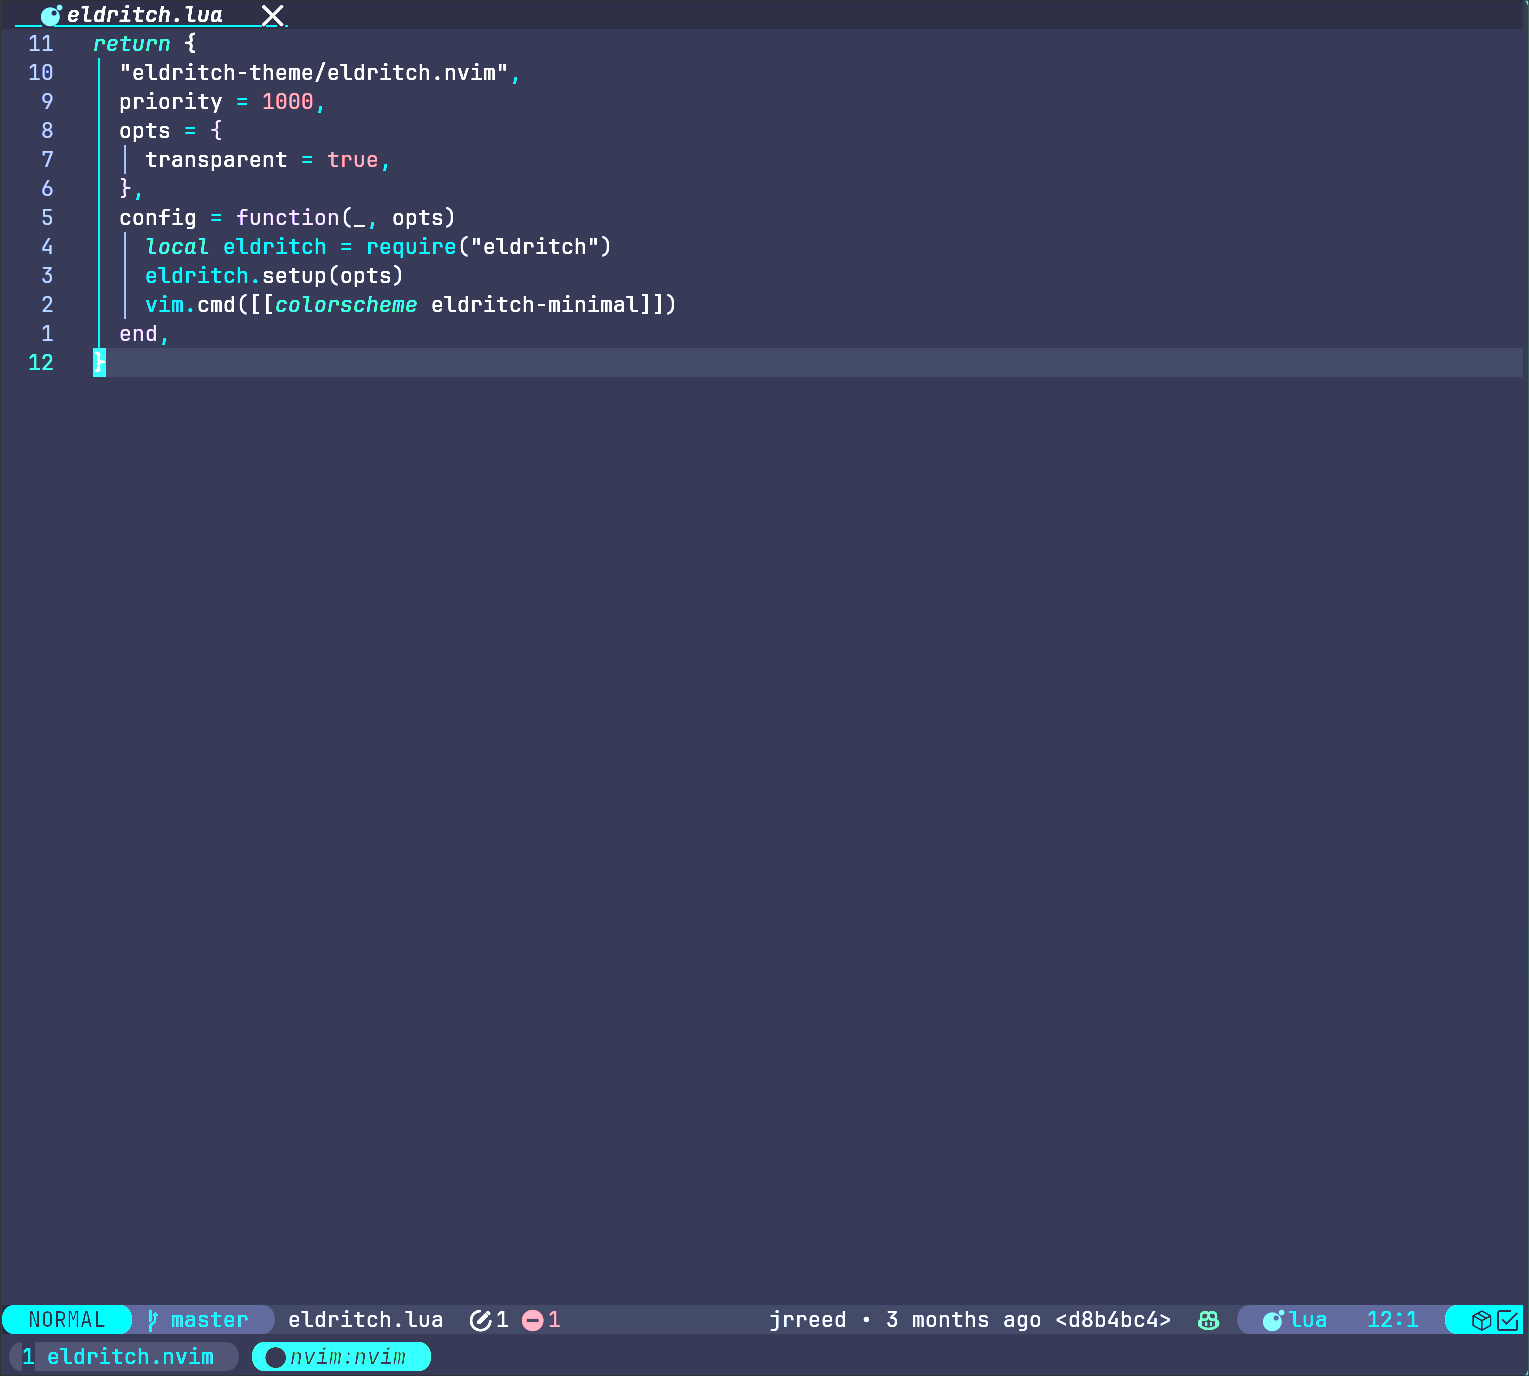 eldritch.lua
11 return {
10 "eldritch-theme/eldritch.nvim",
9 priority = 1000,
8 opts = {
7 transparent = true,
6 },
5 config = function(_, opts)
4 local eldritch = require("eldritch")
3 eldritch.setup(opts)
2 vim.cmd([[colorscheme eldritch-minimal]])
1 end,
12 }
NORMAL master eldritch.lua 1 1 jrreed • 3 months ago <d8b4bc4> lua 12:1
1 eldritch.nvim nvim:nvim